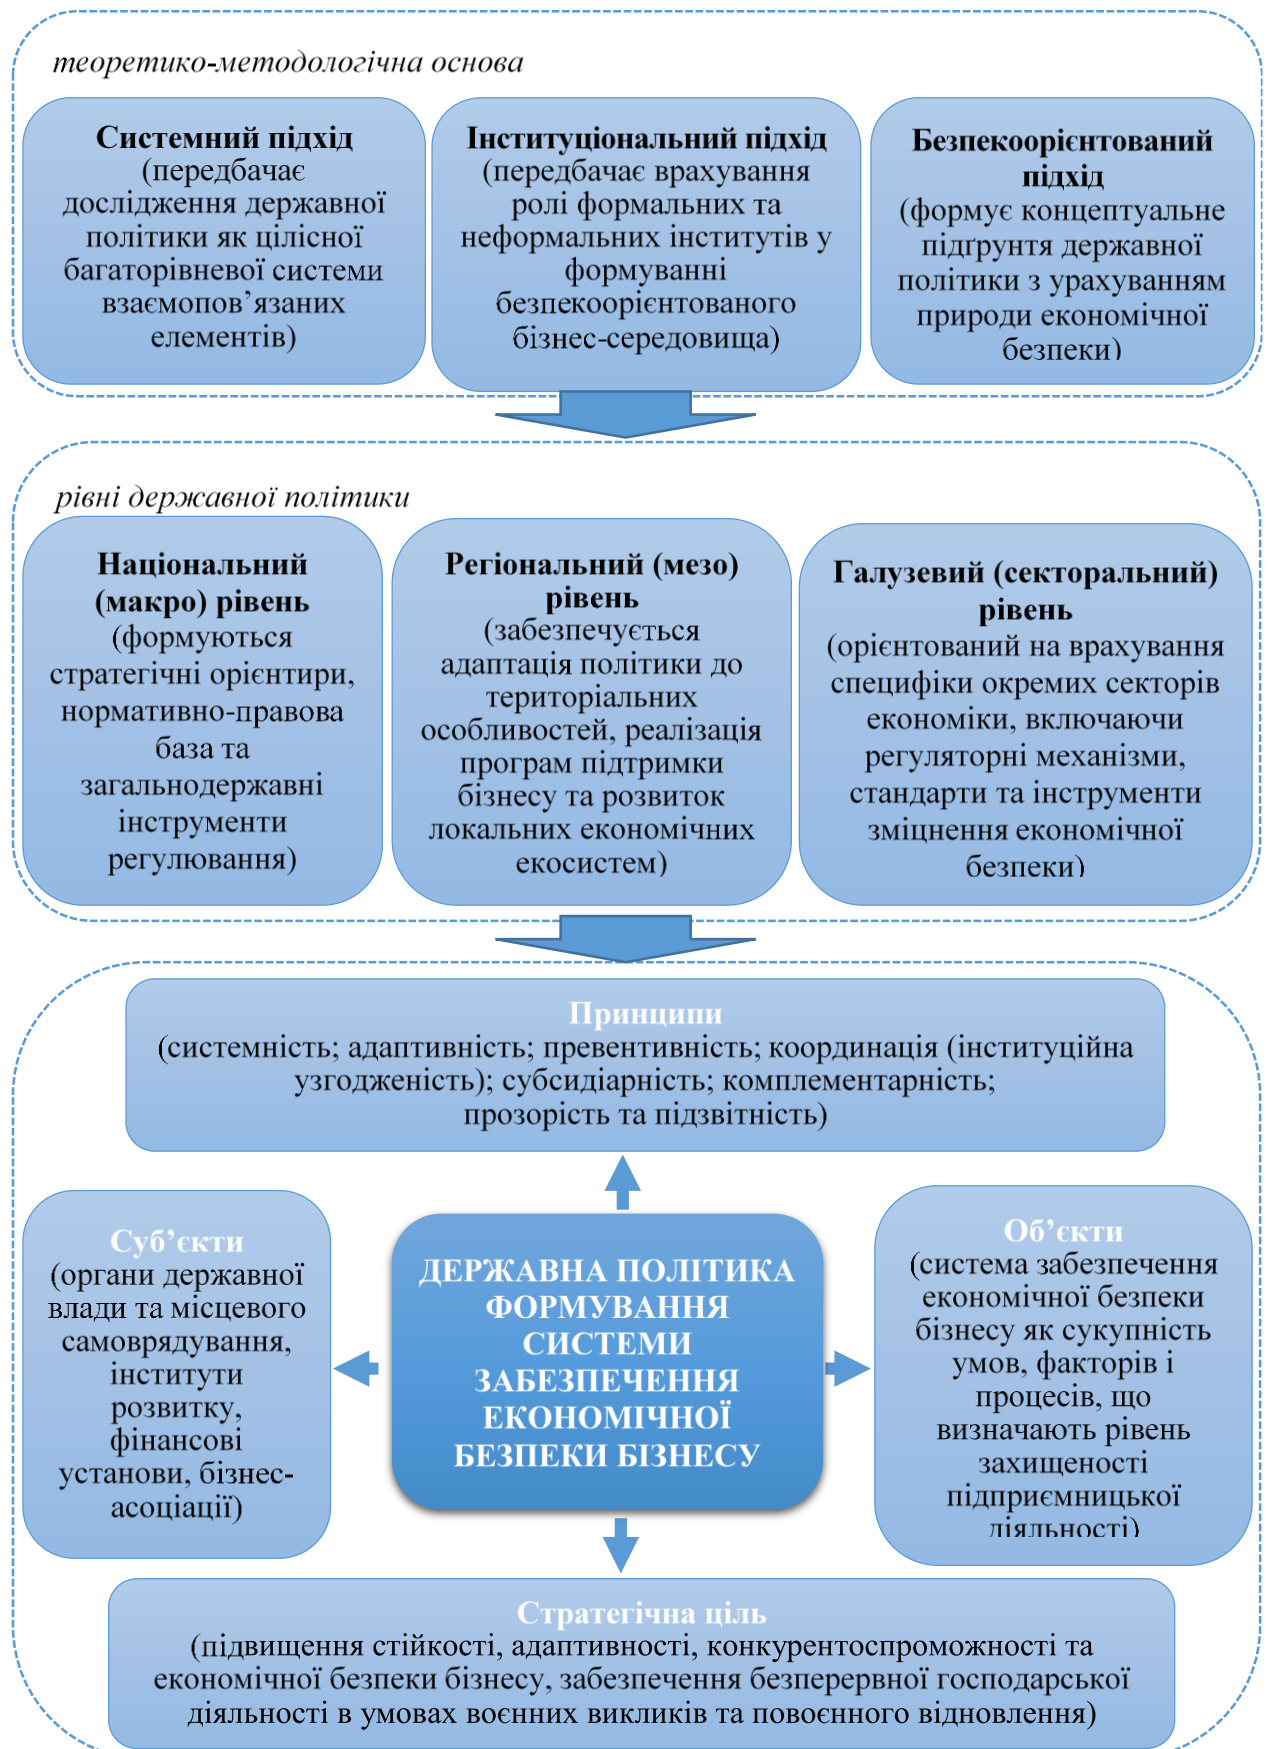 теоретико-методологічна основа
Системний підхід
(передбачає
дослідження державної
політики як цілісної
багаторівневої системи
взаємопов’язаних
елементів)
Інституціональний підхід
(передбачає врахування
ролі формальних та
неформальних інститутів у
формуванні
безпекоорієнтованого
бізнес-середовища)
Безпекоорієнтований
підхід
(формує концептуальне
підґрунтя державної
політики з урахуванням
природи економічної
безпеки)
рівні державної політики
Національний
(макро) рівень
(формуються
стратегічні орієнтири,
нормативно-правова
база та
загальнодержавні
інструменти
регулювання)
Регіональний (мезо)
рівень
(забезпечується
адаптація політики до
територіальних
особливостей, реалізація
програм підтримки
бізнесу та розвиток
локальних економічних
екосистем)
Галузевий (секторальний)
рівень
(орієнтований на врахування
специфіки окремих секторів
економіки, включаючи
регуляторні механізми,
стандарти та інструменти
зміцнення економічної
безпеки)
Принципи
(системність; адаптивність; превентивність; координація (інституційна
узгодженість); субсидіарність; комплементарність;
прозорість та підзвітність)
Суб’єкти
(органи державної
влади та місцевого
самоврядування,
інститути
розвитку,
фінансові
установи, бізнес-
асоціації)
ДЕРЖАВНА ПОЛІТИКА
ФОРМУВАННЯ
СИСТЕМИ
ЗАБЕЗПЕЧЕННЯ
ЕКОНОМІЧНОЇ
БЕЗПЕКИ БІЗНЕСУ
Об’єкти
(система забезпечення
економічної безпеки
бізнесу як сукупність
умов, факторів і
процесів, що
визначають рівень
захищеності
підприємницької
діяльності)
Стратегічна ціль
(підвищення стійкості, адаптивності, конкурентоспроможності та
економічної безпеки бізнесу, забезпечення безперервної господарської
діяльності в умовах воєнних викликів та повоєнного відновлення)